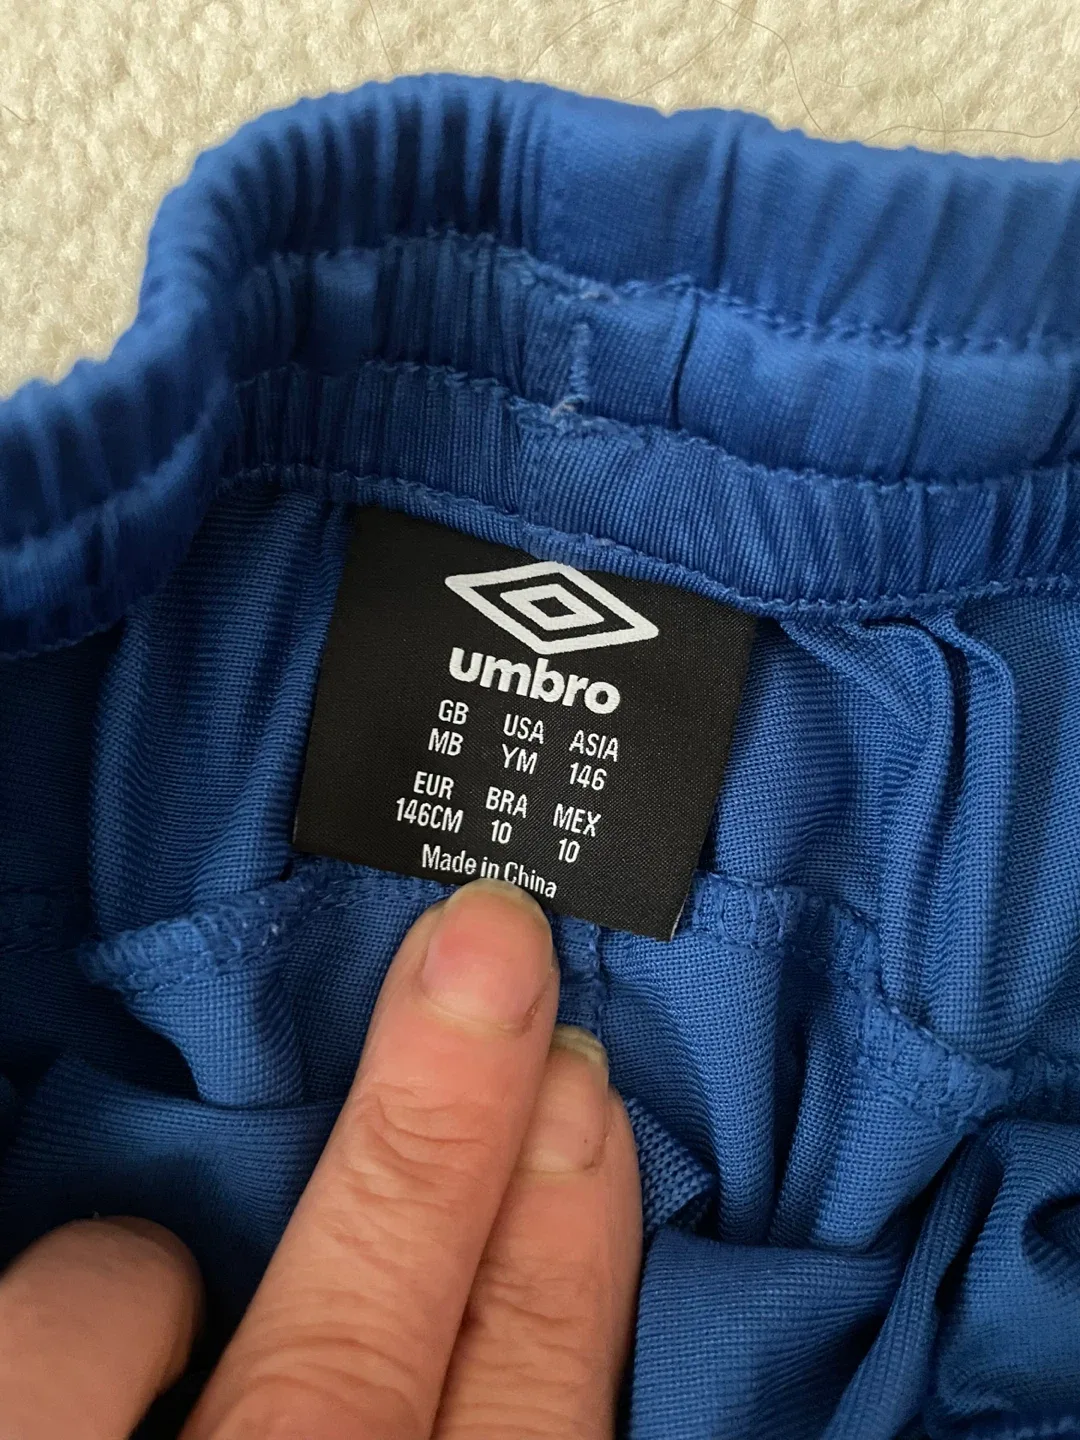 umbro
GB USA ASIA
MB YM 146
EUR BRA MEX
146CM 10 10
Made in China